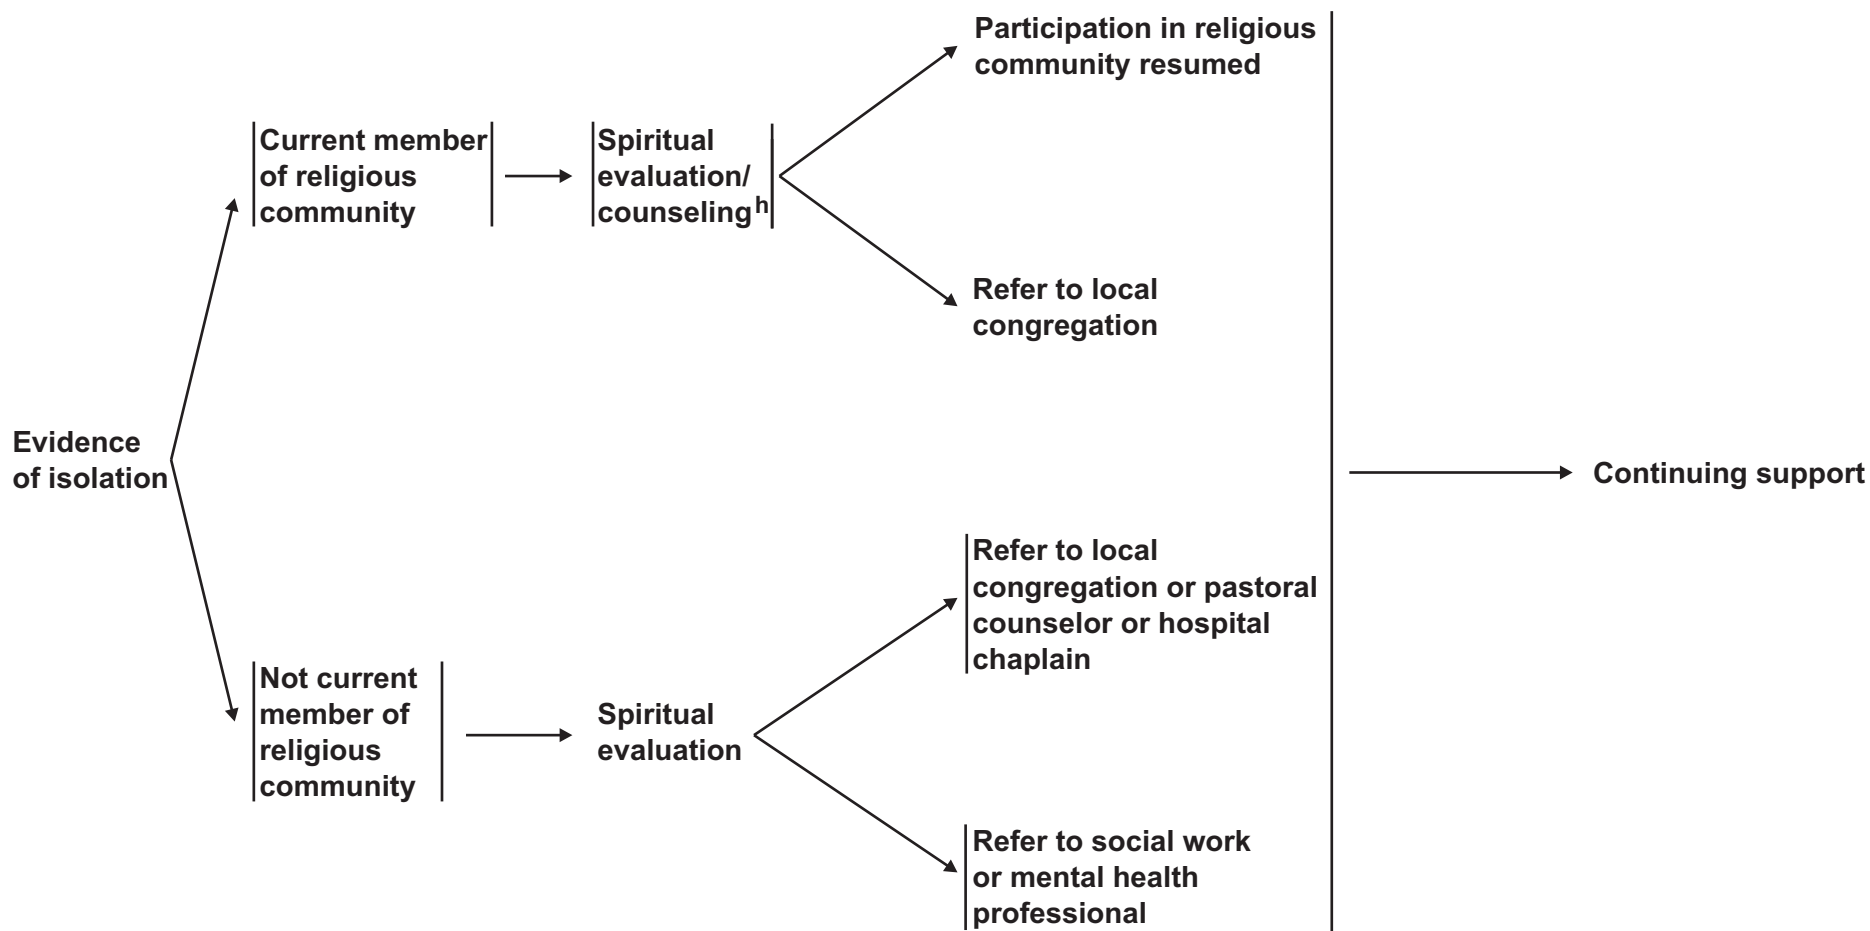 Participation in religious
community resumed
Current member
of religious
community
Spiritual
evaluation/
counseling h
Refer to local
congregation
Evidence
of isolation
Continuing support
Refer to local
congregation or pastoral
counselor or hospital
chaplain
Not current
member of
religious
community
Spiritual
evaluation
Refer to social work
or mental health
professional